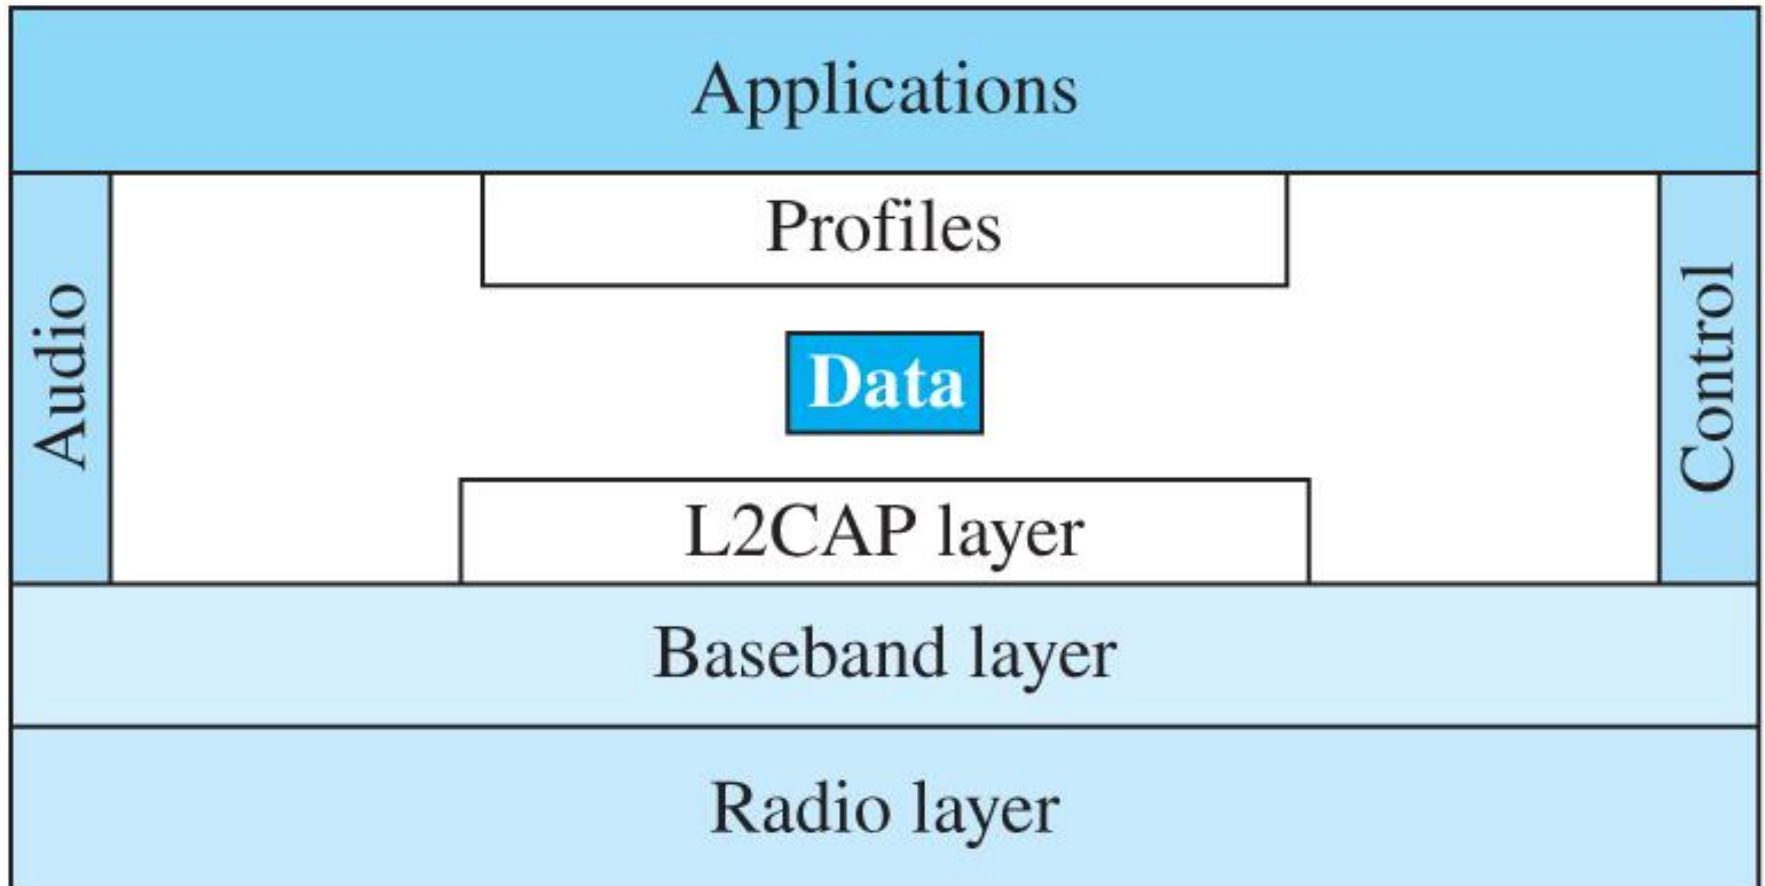 Applications
Profiles
Audio
Data
Control
L2CAP layer
Baseband layer
Radio layer